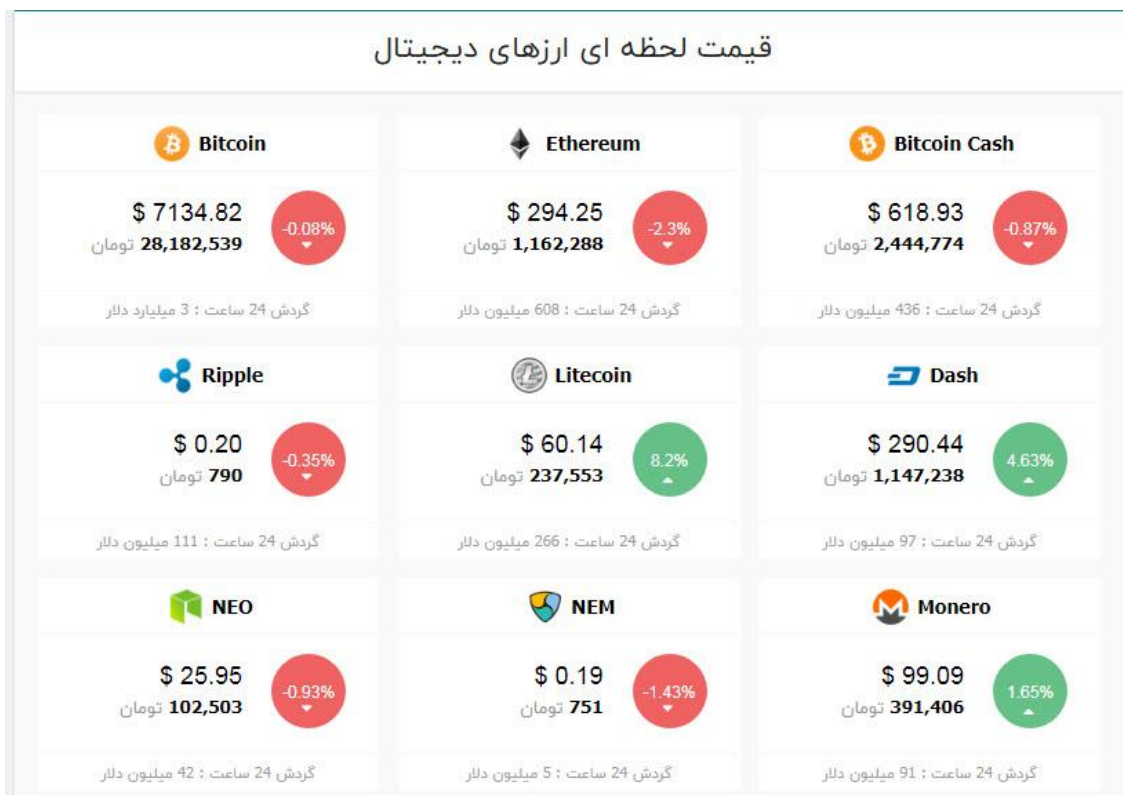 قیمت لحظه ای ارزهای دیجیتال
Bitcoin
$ 7134.82
28,182,539 تومان
-0.08%
گردش 24 ساعت : 3 میلیارد دلار
Ethereum
$ 294.25
1,162,288 تومان
-2.3%
گردش 24 ساعت : 608 میلیون دلار
Bitcoin Cash
$ 618.93
2,444,774 تومان
-0.87%
گردش 24 ساعت : 436 میلیون دلار
Ripple
$ 0.20
790 تومان
-0.35%
گردش 24 ساعت : 111 میلیون دلار
Litecoin
$ 60.14
237,553 تومان
8.2%
گردش 24 ساعت : 266 میلیون دلار
Dash
$ 290.44
1,147,238 تومان
4.63%
گردش 24 ساعت : 97 میلیون دلار
NEO
$ 25.95
102,503 تومان
-0.93%
گردش 24 ساعت : 42 میلیون دلار
NEM
$ 0.19
751 تومان
-1.43%
گردش 24 ساعت : 5 میلیون دلار
Monero
$ 99.09
391,406 تومان
1.65%
گردش 24 ساعت : 91 میلیون دلار